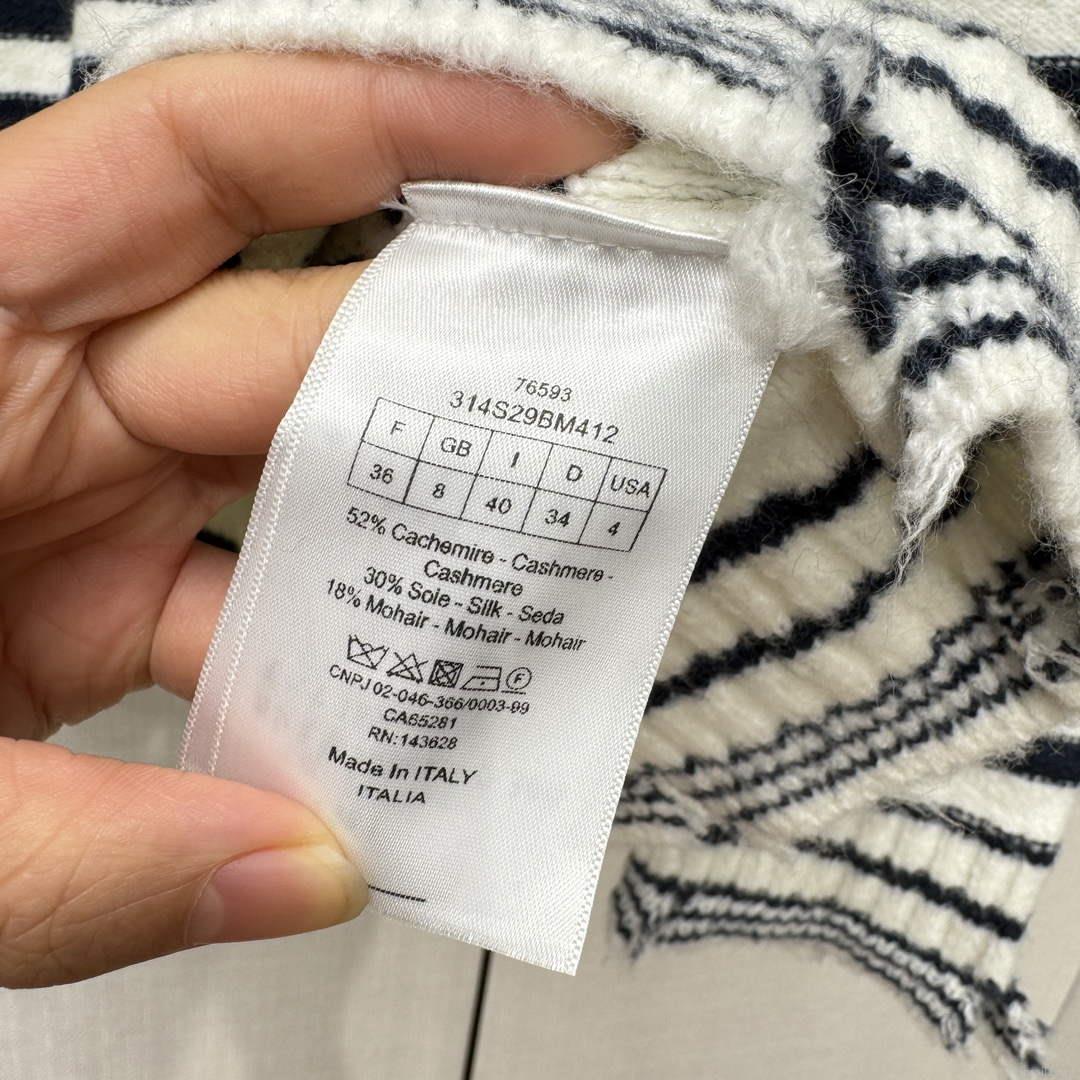 76593
314S29BM412
F GB I D USA
36 8 40 34 4
52% Cachemire - Cashmere -
Cashmere
30% Soie - Silk - Seda
18% Mohair - Mohair - Mohair
F
CNPJ 02-046-366/0003-99
CA65281
RN:143628
Made In ITALY
ITALIA